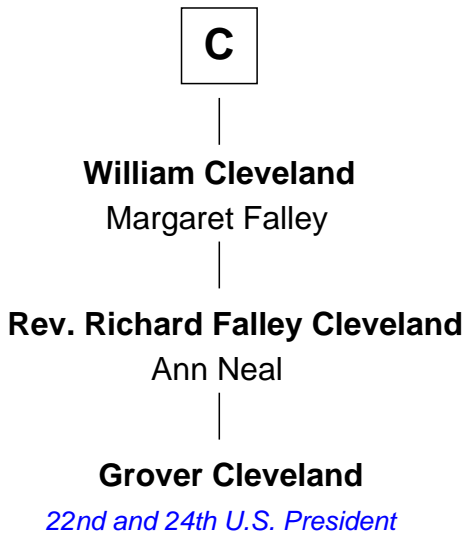 C
William Cleveland
Margaret Falley
Rev. Richard Falley Cleveland
Ann Neal
Grover Cleveland
22nd and 24th U.S. President